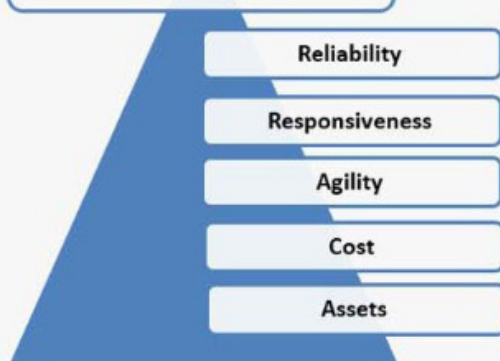 Reliability
Responsiveness
Agility
Cost
Assets